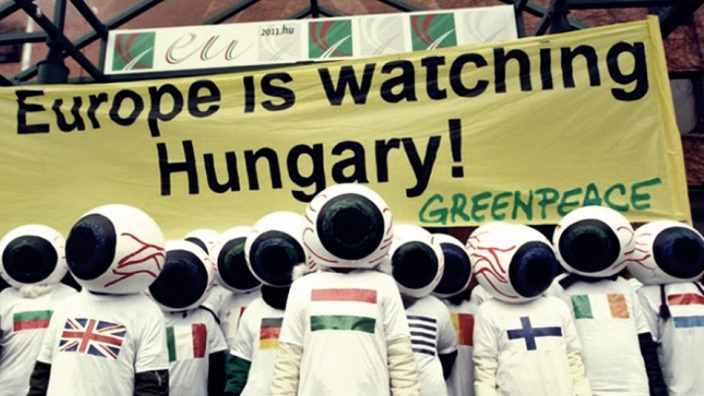 eu 2011.hu
Europe is watching
Hungary!
GREENPEACE